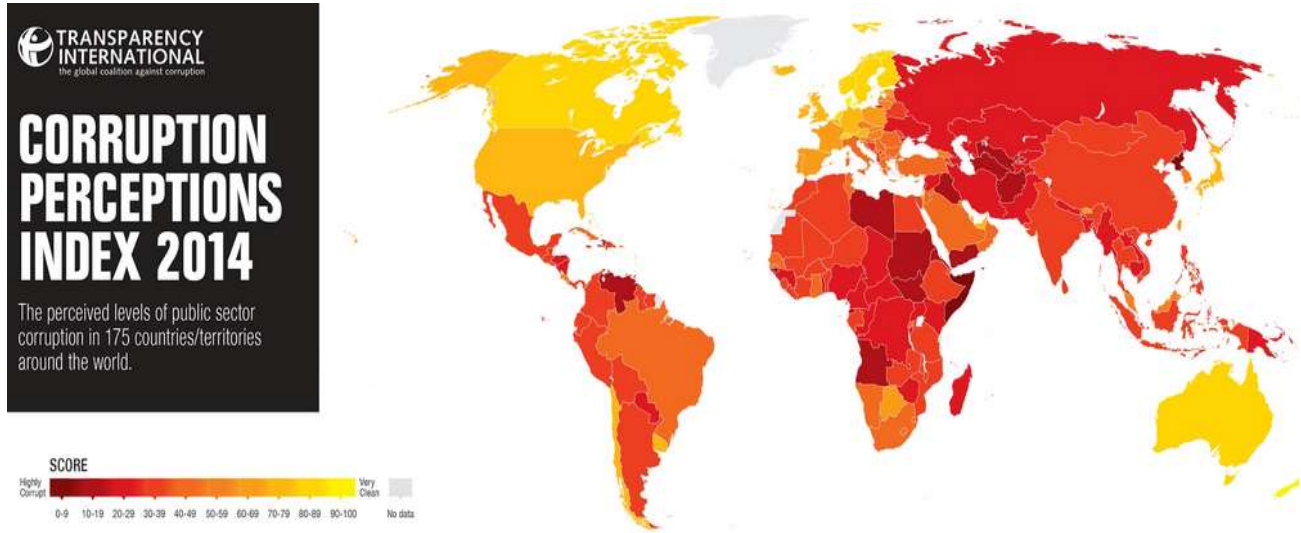 TRANSPARENCY
INTERNATIONAL
the global coalition against corruption
CORRUPTION
PERCEPTIONS
INDEX 2014
The perceived levels of public sector
corruption in 175 countries/territories
around the world.
SCORE
Highly
Corrupt
Very
Clean
0-9 10-19 20-29 30-39 40-49 50-59 60-69 70-79 80-89 90-100 No data